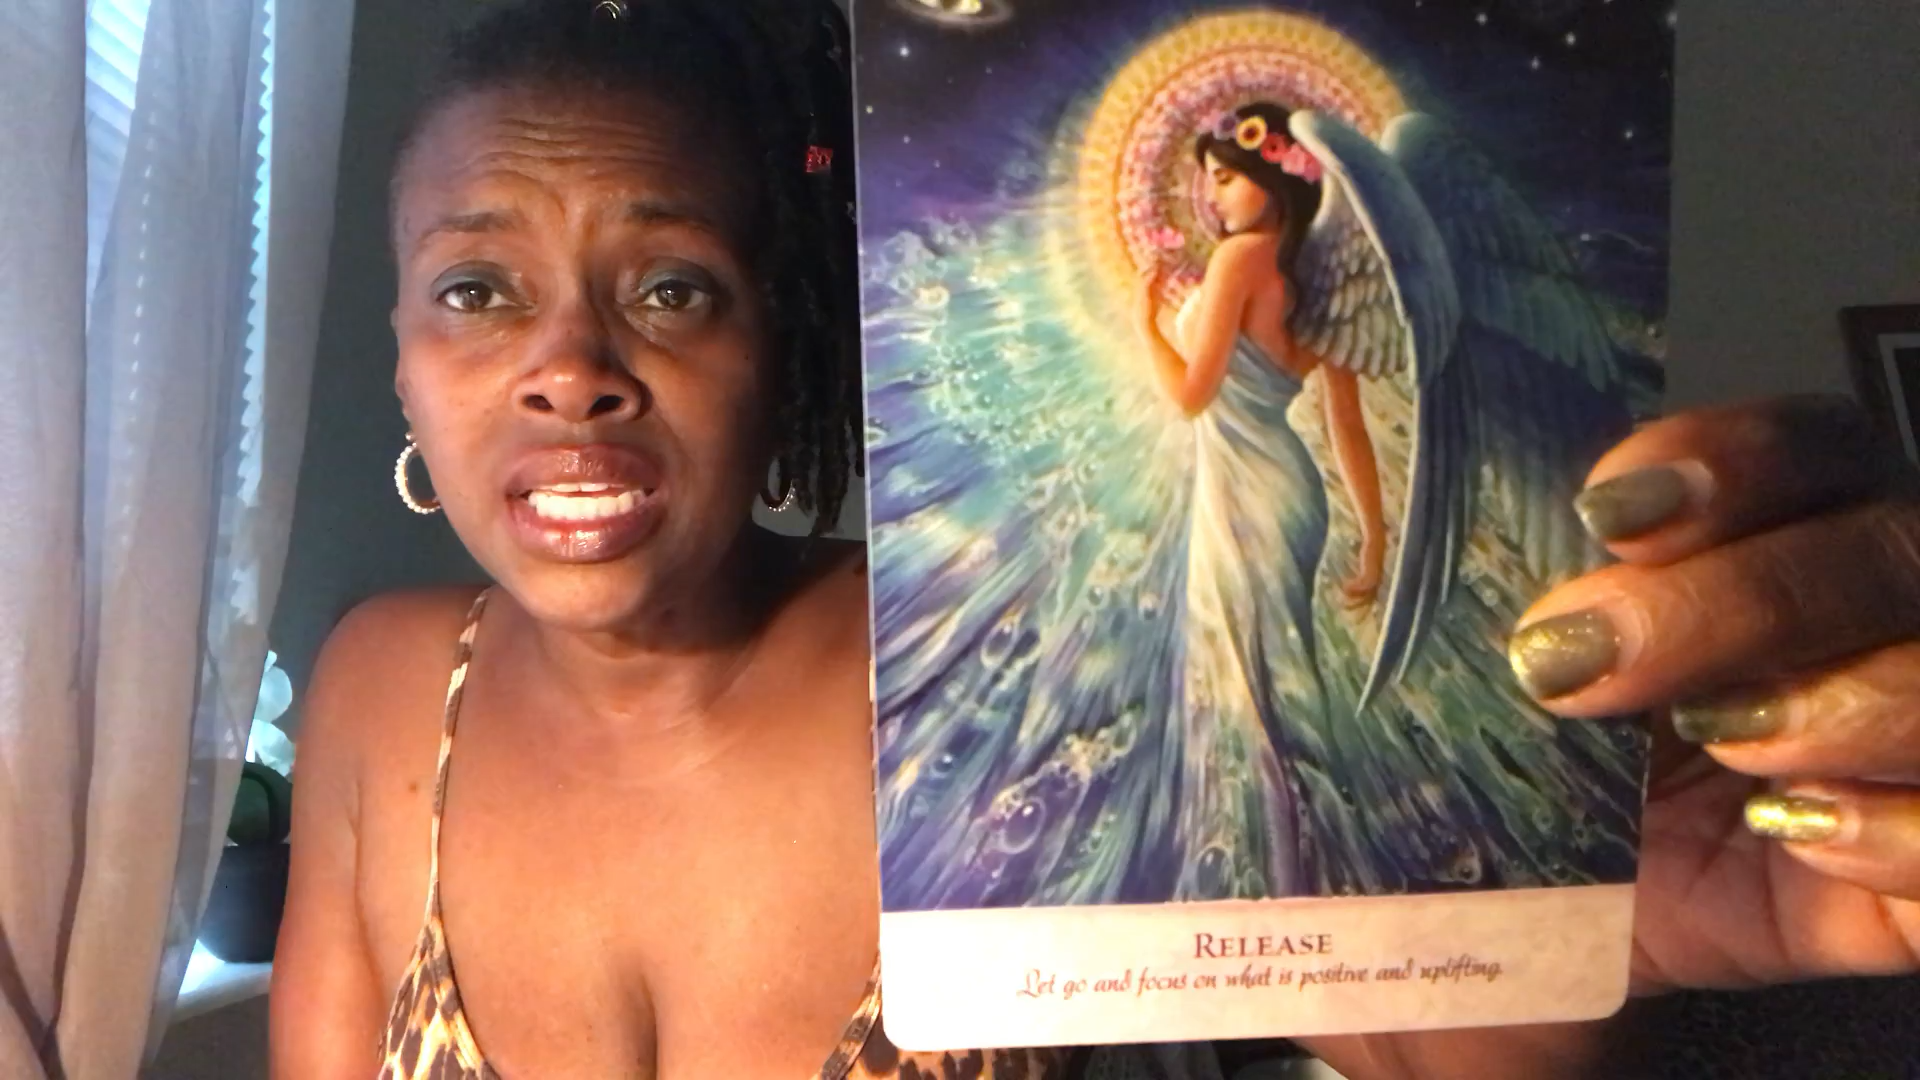 RELEASE
Let go and focus on what is positive and uplifting.